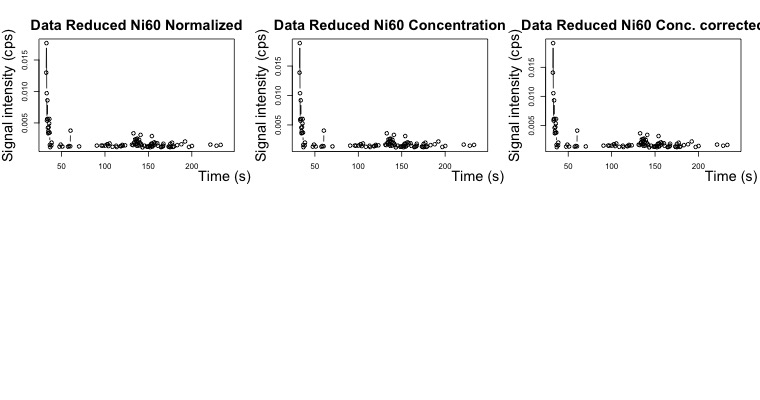 Data Reduced Ni60 Normalized
Signal intensity (cps)
0.005
0.010
0.015
50
100
150
200
Time (s)
Data Reduced Ni60 Concentration
Signal intensity (cps)
0.005
0.010
0.015
50
100
150
200
Time (s)
Data Reduced Ni60 Conc. corrected
Signal intensity (cps)
0.005
0.010
0.015
50
100
150
200
Time (s)